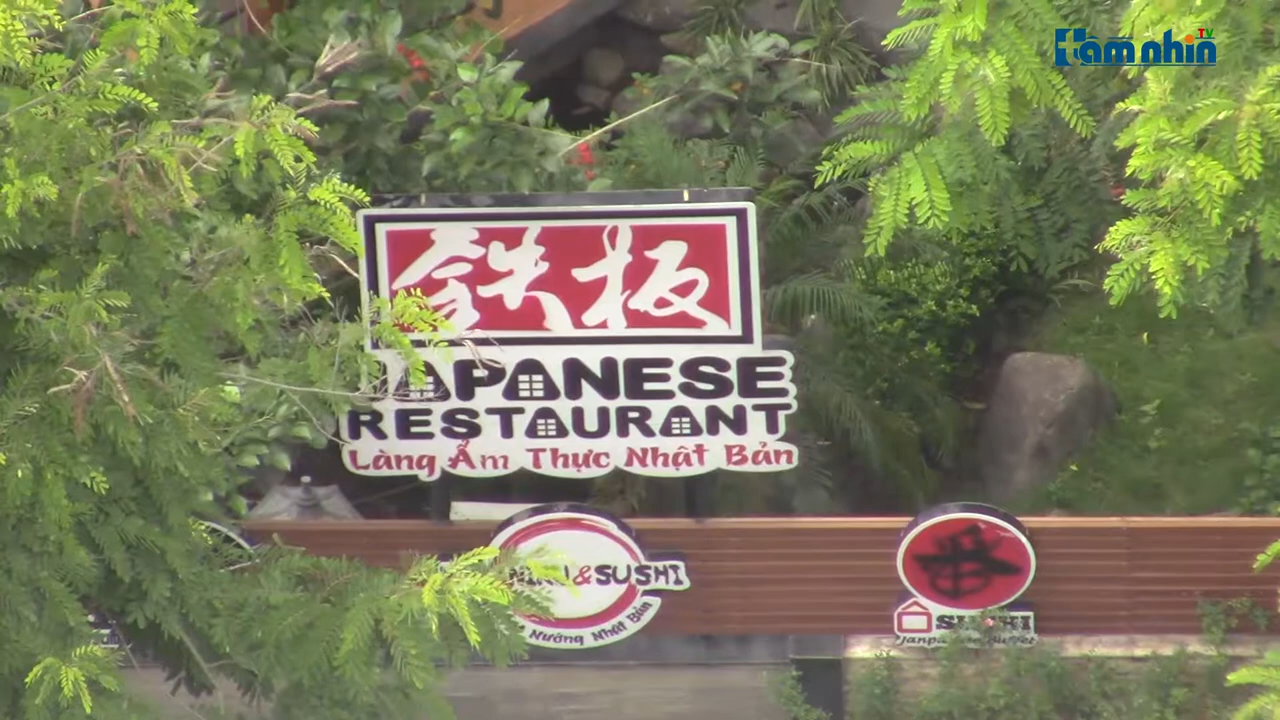 Tầm nhìn TV
鉄板
JAPANESE
RESTAURANT
Làng Ẩm Thực Nhật Bản
&SUSHI
Nướng Nhật Bản
SUSHI